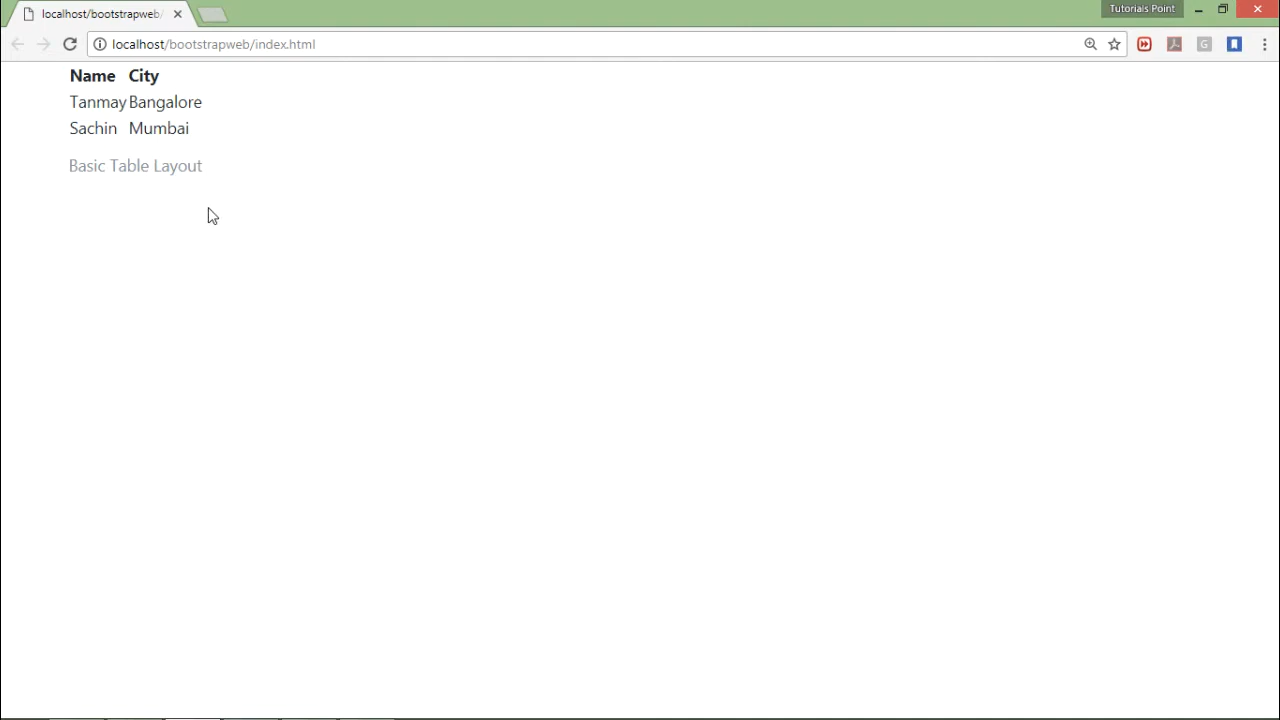 localhost/bootstrapweb/
Tutorials Point
localhost/bootstrapweb/index.html
G
Name City
Tanmay Bangalore
Sachin Mumbai
Basic Table Layout